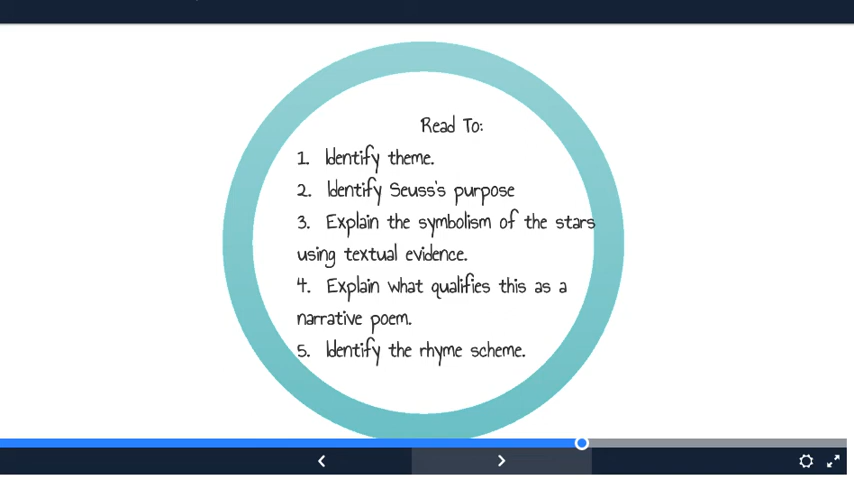 Read To:
1. Identify theme.
2. Identify Seuss's purpose
3. Explain the symbolism of the stars
using textual evidence.
4. Explain what qualifies this as a
narrative poem.
5. Identify the rhyme scheme.